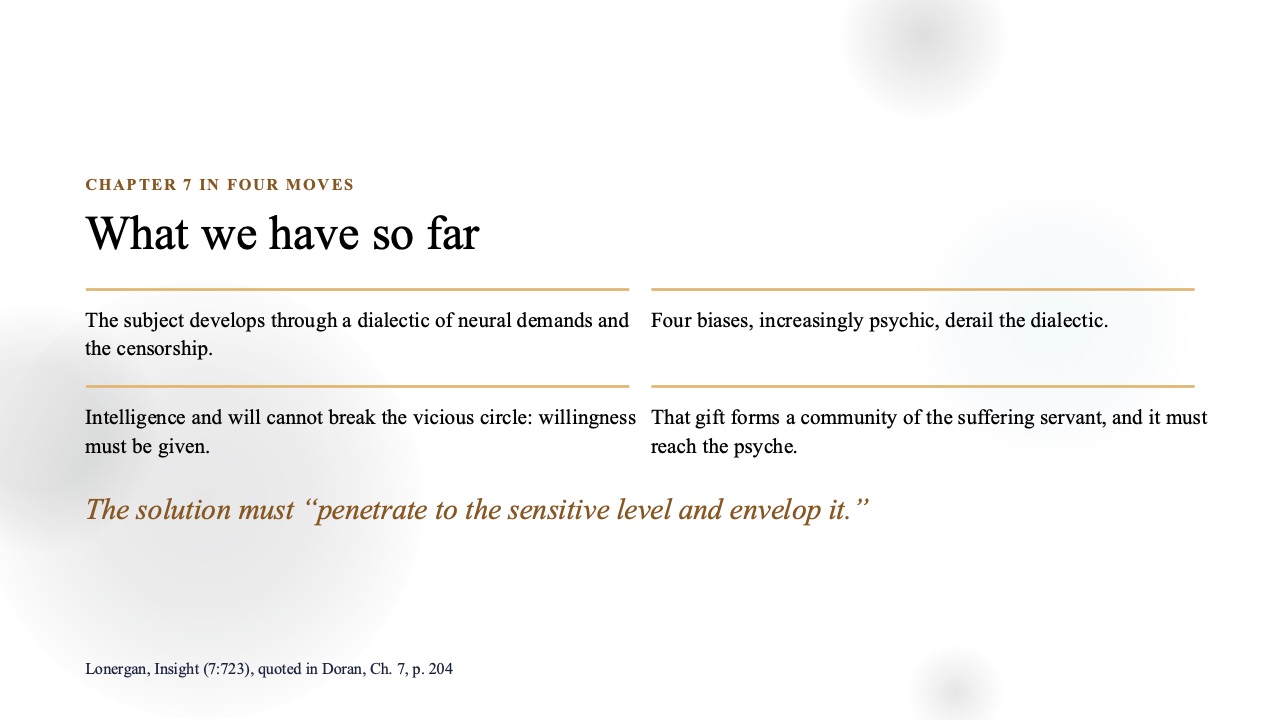 CHAPTER 7 IN FOUR MOVES
What we have so far
The subject develops through a dialectic of neural demands and
the censorship.
Four biases, increasingly psychic, derail the dialectic.
Intelligence and will cannot break the vicious circle: willingness
must be given.
That gift forms a community of the suffering servant, and it must
reach the psyche.
The solution must “penetrate to the sensitive level and envelop it.”
Lonergan, Insight (7:723), quoted in Doran, Ch. 7, p. 204